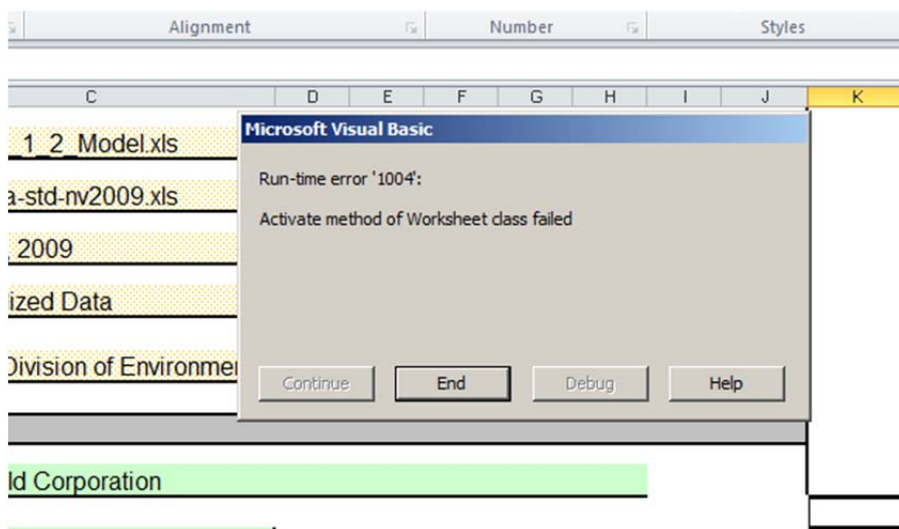 Alignment Number Styles
C D E F G H I J K
_1_2_Model.xls
Microsoft Visual Basic
a-std-nv2009.xls
Run-time error '1004':
Activate method of Worksheet class failed
, 2009
ized Data
Division of Environme
Continue End Debug Help
ld Corporation